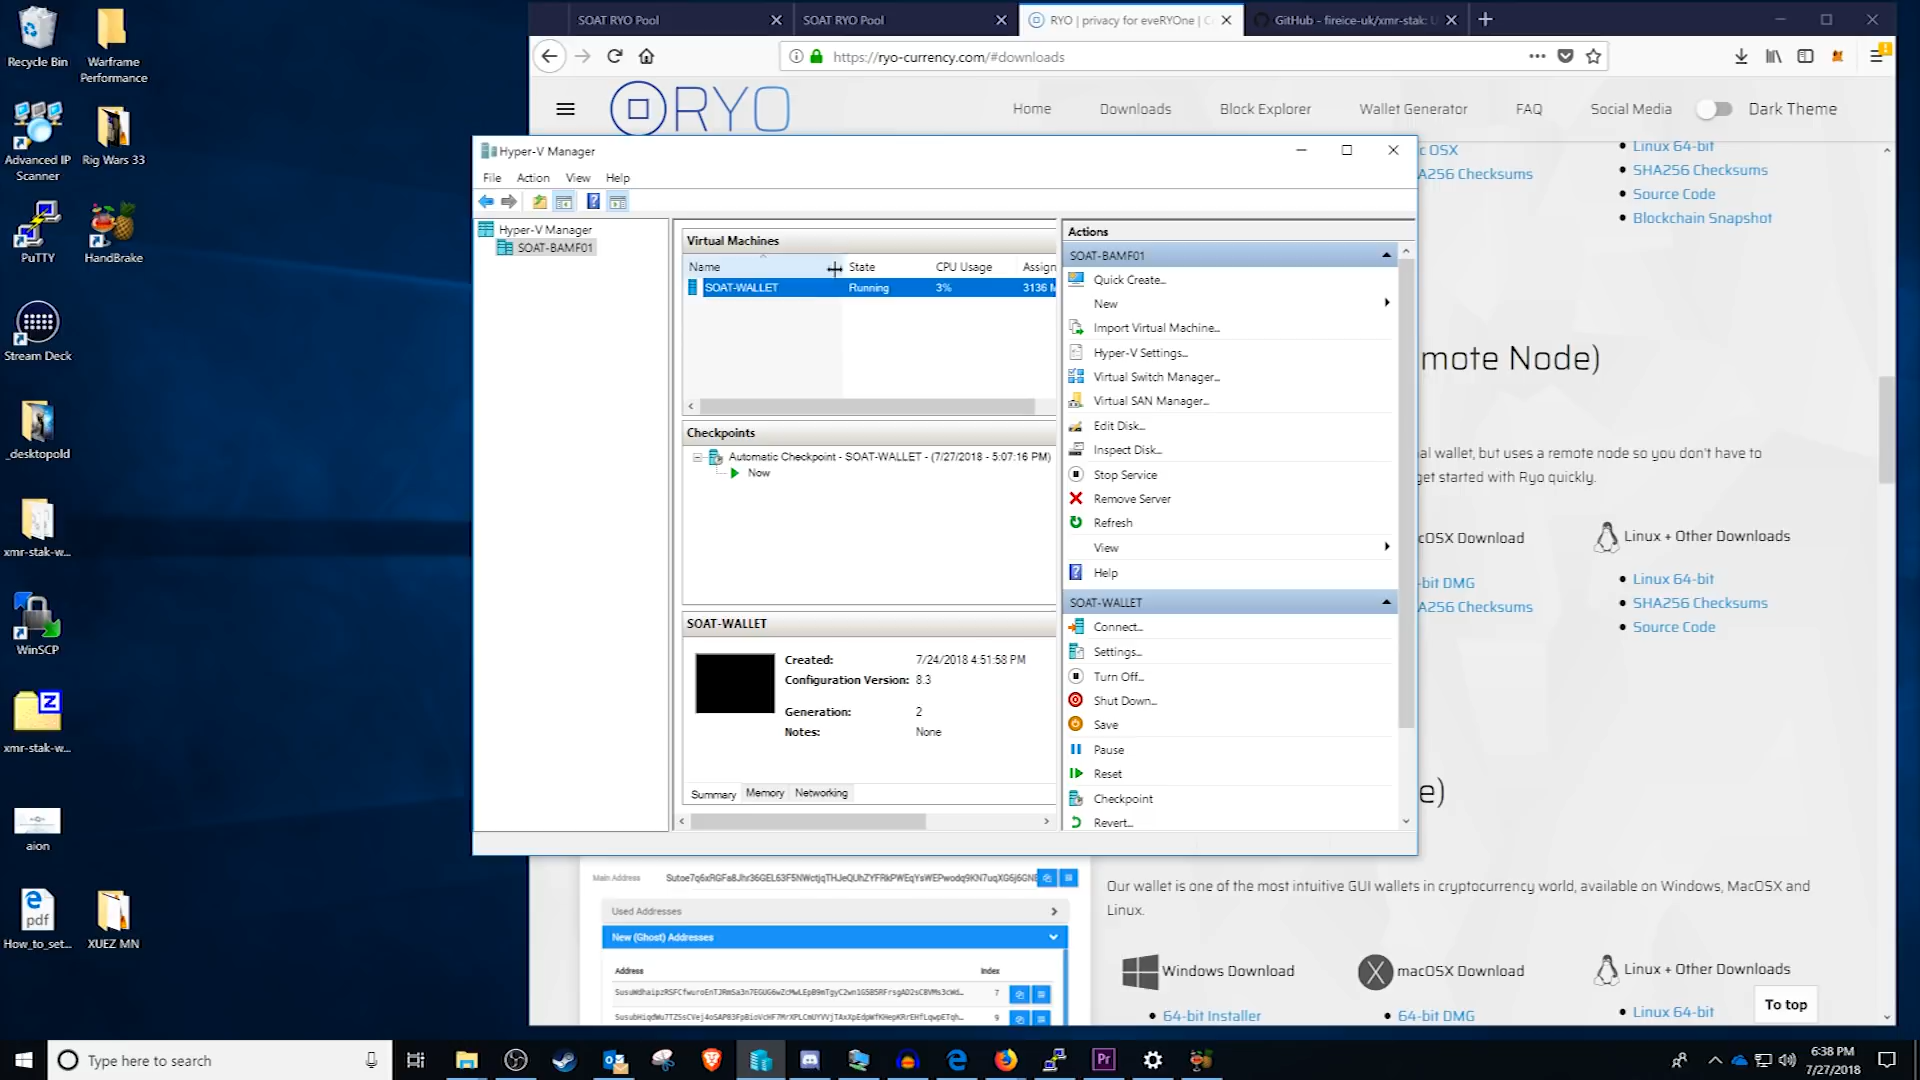 Recycle Bin
Warframe Performance
Advanced IP Scanner
Rig Wars 33
PuTTY
HandBrake
Stream Deck
_desktopold
xmr-stak-w...
WinSCP
xmr-stak-w...
aion
pdf
How_to_set...
XUEZ MN
SOAT RYO Pool
SOAT RYO Pool
RYO | privacy for eveRYOne | C
GitHub - fireice-uk/xmr-stak: U
https://ryo-currency.com/#downloads
RYO
Home
Downloads
Block Explorer
Wallet Generator
FAQ
Social Media
Dark Theme
c OSX
A256 Checksums
Linux 64-bit
SHA256 Checksums
Source Code
Blockchain Snapshot
Hyper-V Manager
File
Action
View
Help
Hyper-V Manager
SOAT-BAMF01
Virtual Machines
Name
State
CPU Usage
Assign
SOAT-WALLET
Running
3%
3136 M
Checkpoints
Automatic Checkpoint - SOAT-WALLET - (7/27/2018 - 5:07:16 PM)
Now
SOAT-WALLET
Created:
7/24/2018 4:51:58 PM
Configuration Version:
8.3
Generation:
2
Notes:
None
Summary
Memory
Networking
Actions
SOAT-BAMF01
Quick Create...
New
Import Virtual Machine...
Hyper-V Settings...
Virtual Switch Manager...
Virtual SAN Manager...
Edit Disk...
Inspect Disk...
Stop Service
Remove Server
Refresh
View
Help
SOAT-WALLET
Connect...
Settings...
Turn Off...
Shut Down...
Save
Pause
Reset
Checkpoint
Revert...
mote Node)
al wallet, but uses a remote node so you don't have to
get started with Ryo quickly.
cOSX Download
-bit DMG
A256 Checksums
Linux + Other Downloads
Linux 64-bit
SHA256 Checksums
Source Code
e)
Main Address
Used Addresses
New (Ghost) Addresses
Address
Index
7
9
Our wallet is one of the most intuitive GUI wallets in cryptocurrency world, available on Windows, MacOSX and
Linux.
Windows Download
64-bit Installer
macOSX Download
64-bit DMG
Linux + Other Downloads
Linux 64-bit
To top
Type here to search
6:38 PM
7/27/2018